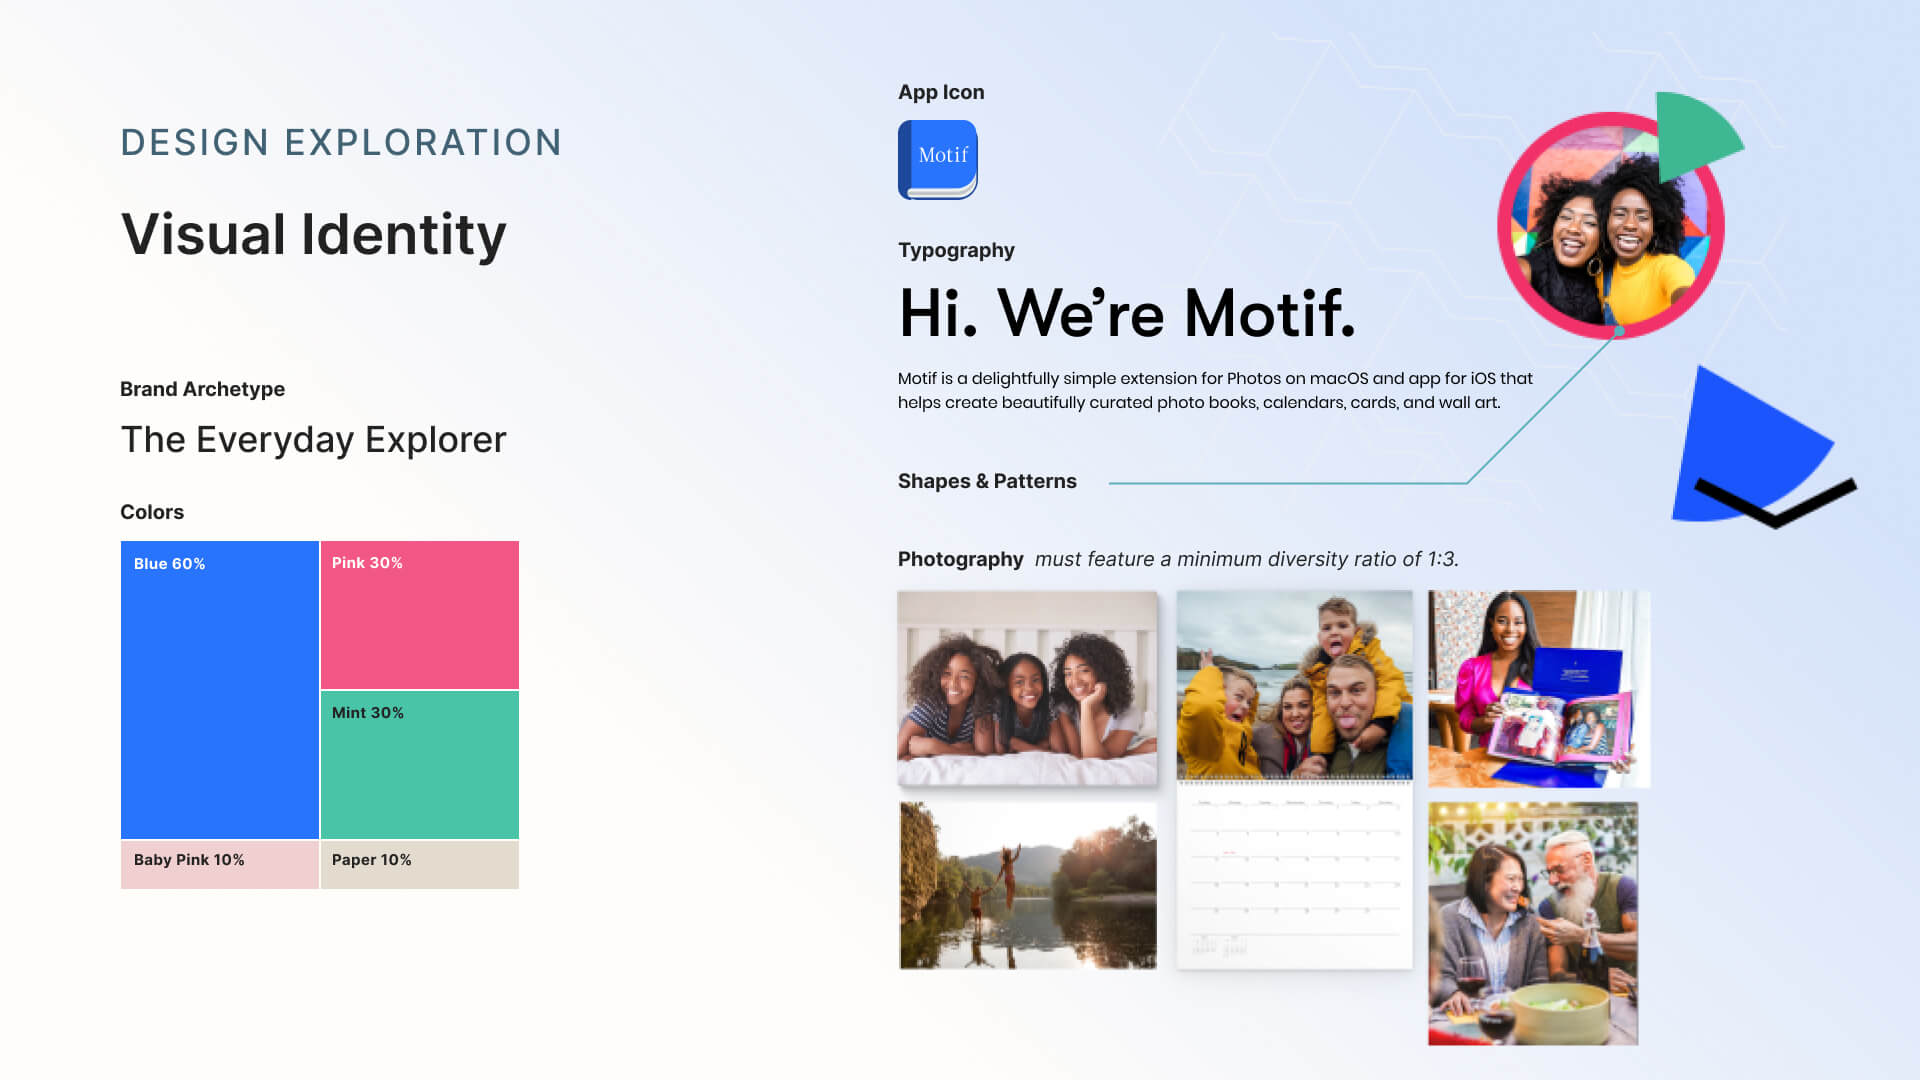 DESIGN EXPLORATION
Visual Identity
Brand Archetype
The Everyday Explorer
Colors
Blue 60%
Pink 30%
Mint 30%
Baby Pink 10%
Paper 10%
App Icon
Motif
Typography
Hi. We’re Motif.
Motif is a delightfully simple extension for Photos on macOS and app for iOS that
helps create beautifully curated photo books, calendars, cards, and wall art.
Shapes & Patterns
Photography must feature a minimum diversity ratio of 1:3.